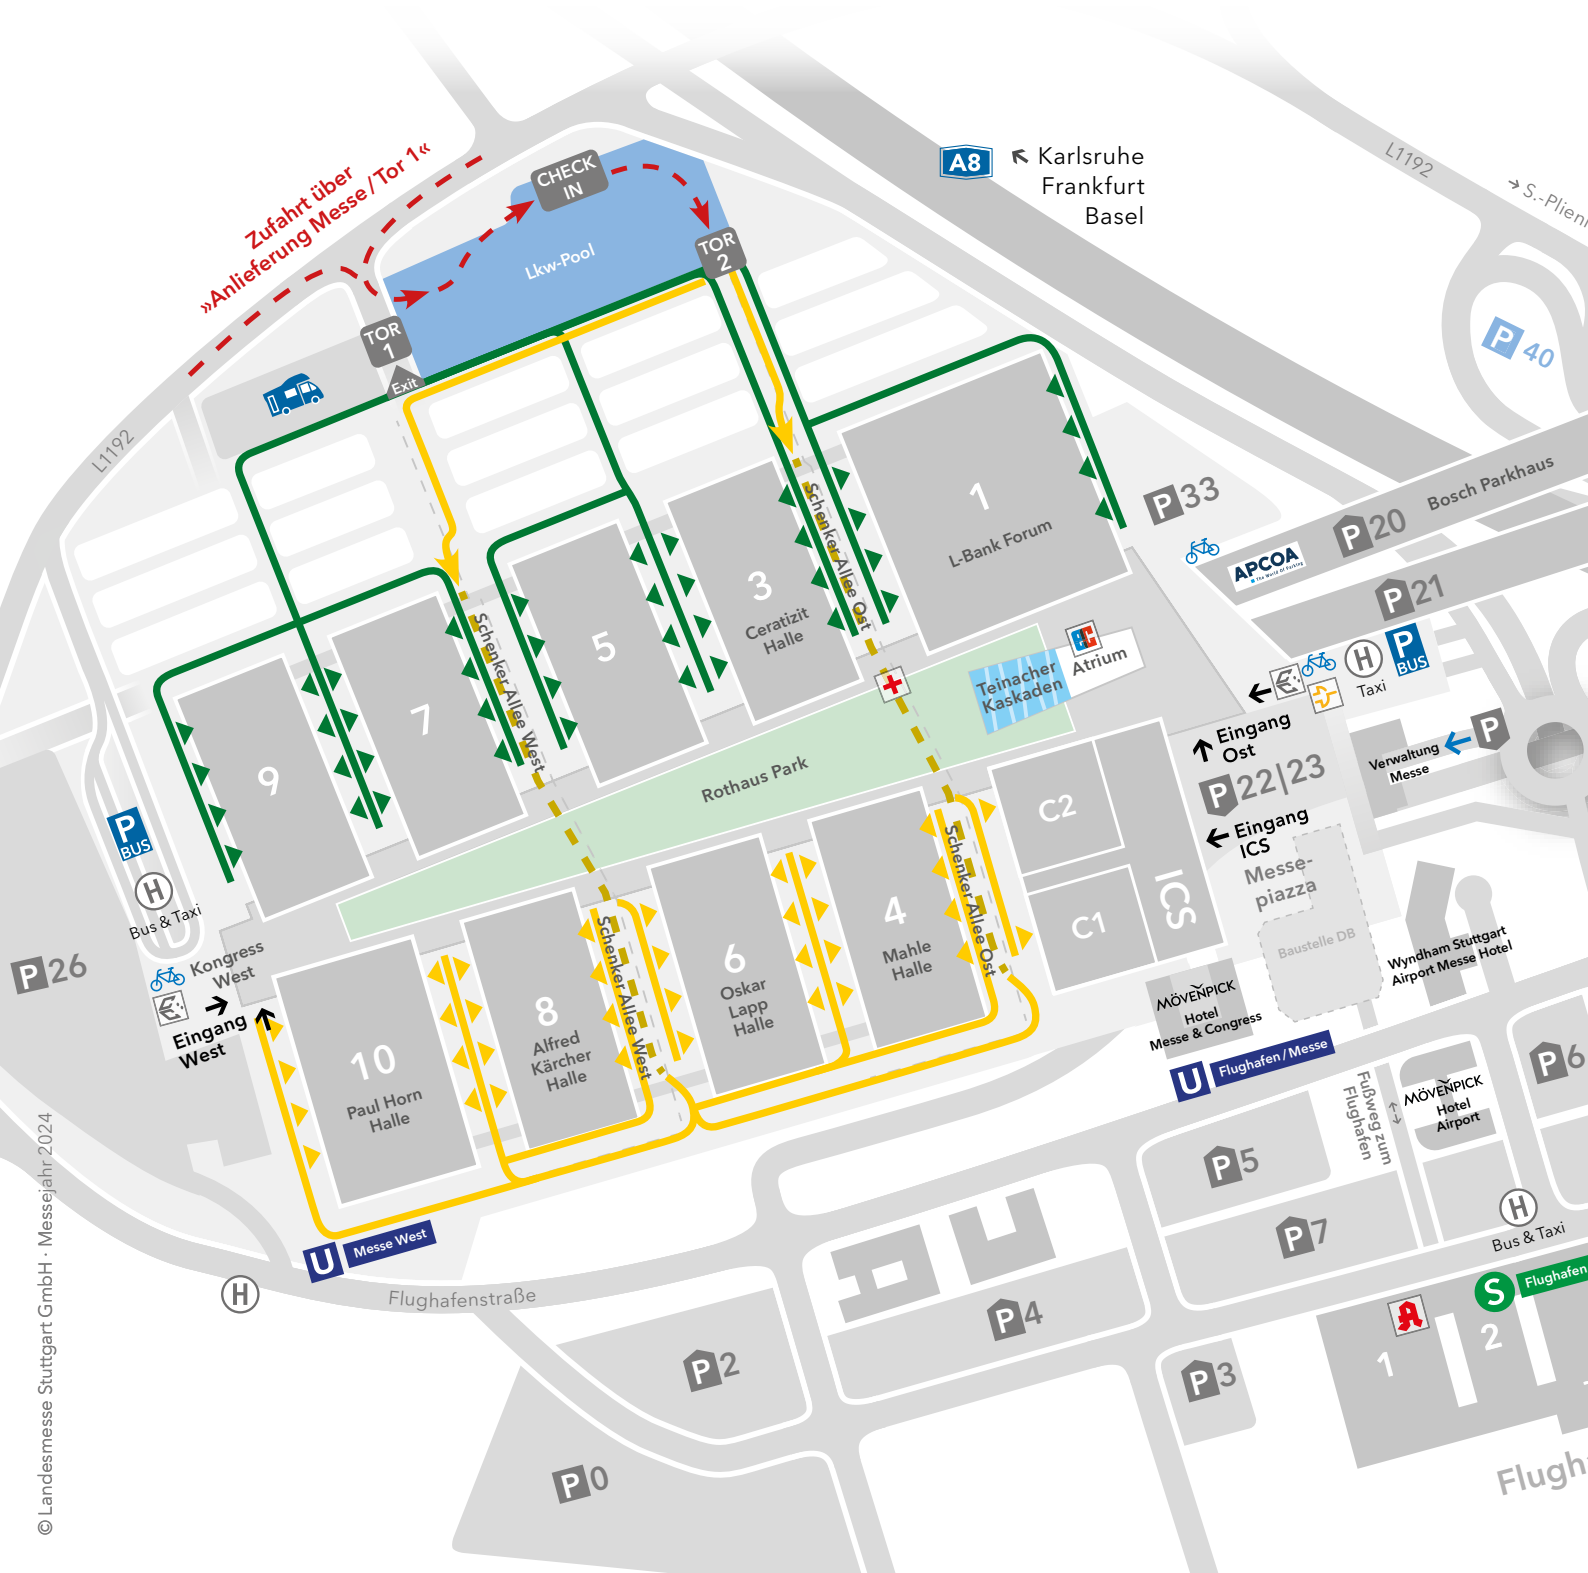 Zufahrt über
»Anlieferung Messe / Tor 1«
CHECK
IN
Lkw-Pool
TOR
2
TOR
1
Exit
A8
Karlsruhe
Frankfurt
Basel
L1192
→ S.-Plieni
P 40
L1192
1
L-Bank Forum
P 33
P 20
Bosch Parkhaus
APCOA
P 21
3
Ceratizit
Halle
5
7
9
Schenker Allee Ost
Schenker Allee West
Teinacher
Kaskaden
Atrium
EC
H
Taxi
P
BUS
Eingang
Ost
P 22|23
Verwaltung
Messe
P
Eingang
ICS
Messe-
piazza
Baustelle DB
Rothaus Park
C2
C1
ICS
P
BUS
H
Bus & Taxi
Kongress
West
P 26
Eingang
West
10
Paul Horn
Halle
8
Alfred
Kärcher
Halle
Schenker Allee West
6
Oskar
Lapp
Halle
4
Mahle
Halle
Schenker Allee Ost
MÖVENPICK
Hotel
Messe & Congress
Wyndham Stuttgart
Airport Messe Hotel
U Flughafen / Messe
Fußweg zum
Flughafen
MÖVENPICK
Hotel
Airport
P 6
P 5
P 7
H
Bus & Taxi
U Messe West
H
Flughafenstraße
P 2
P 4
P 3
P 0
S Flughafen
A
1
2
Flugha
© Landesmesse Stuttgart GmbH · Messejahr 2024